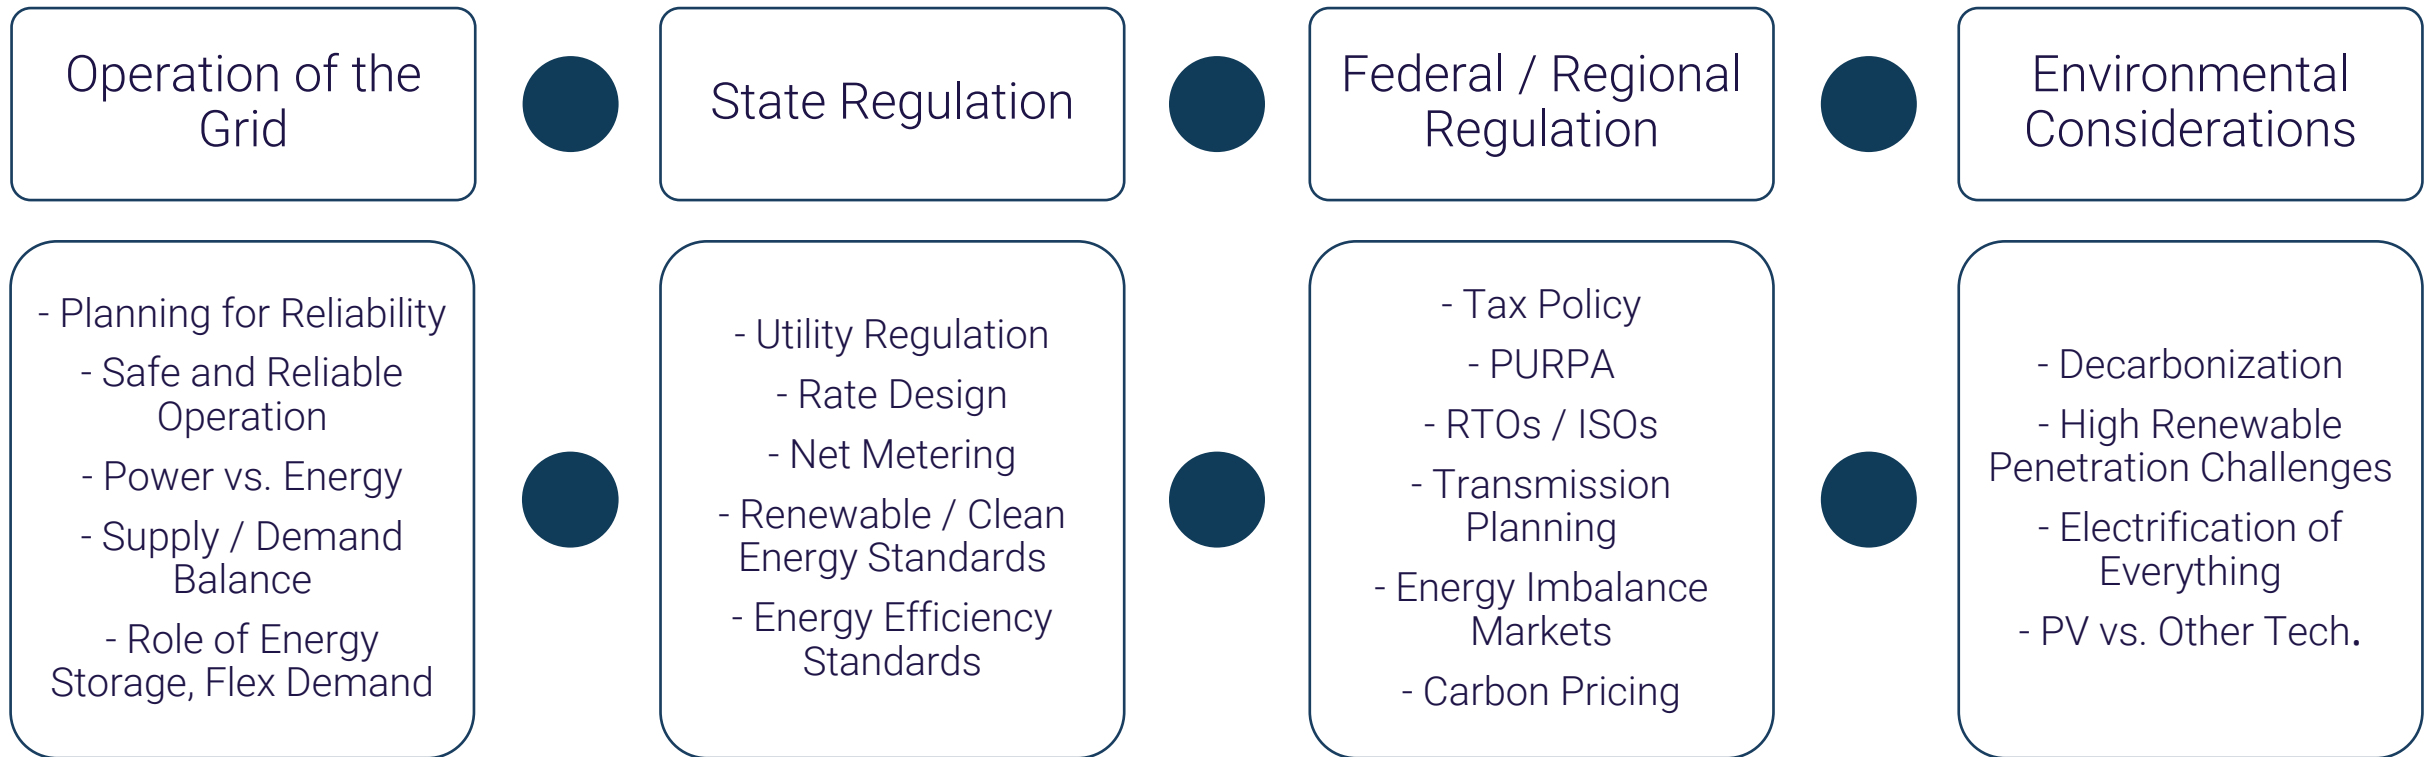 Operation of the
Grid
State Regulation
Federal / Regional
Regulation
Environmental
Considerations
- Planning for Reliability
- Safe and Reliable
Operation
- Power vs. Energy
- Supply / Demand
Balance
- Role of Energy
Storage, Flex Demand
- Utility Regulation
- Rate Design
- Net Metering
- Renewable / Clean
Energy Standards
- Energy Efficiency
Standards
- Tax Policy
- PURPA
- RTOs / ISOs
- Transmission
Planning
- Energy Imbalance
Markets
- Carbon Pricing
- Decarbonization
- High Renewable
Penetration Challenges
- Electrification of
Everything
- PV vs. Other Tech.